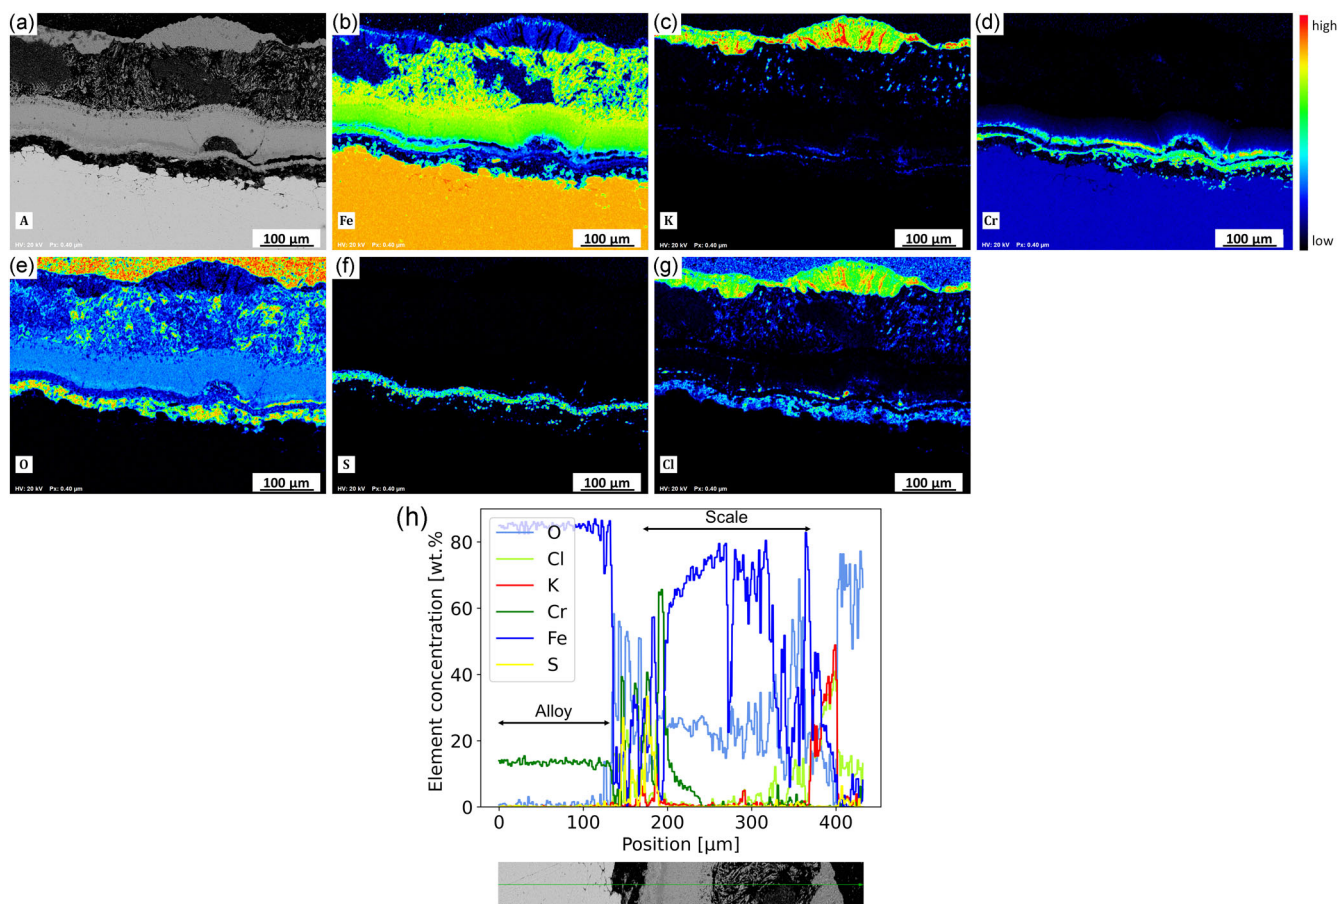 (a)
A
HV: 20 kV Px: 0.40 µm
100 µm
(b)
Fe
HV: 20 kV Px: 0.40 µm
100 µm
(c)
K
HV: 20 kV Px: 0.40 µm
100 µm
(d)
Cr
HV: 20 kV Px: 0.40 µm
100 µm
high
low
(e)
O
HV: 20 kV Px: 0.40 µm
100 µm
(f)
S
HV: 20 kV Px: 0.40 µm
100 µm
(g)
Cl
HV: 20 kV Px: 0.40 µm
100 µm
(h)
O
Cl
K
Cr
Fe
S
Scale
Alloy
Element concentration [wt.%]
80
60
40
20
0
0 100 200 300 400
Position [µm]